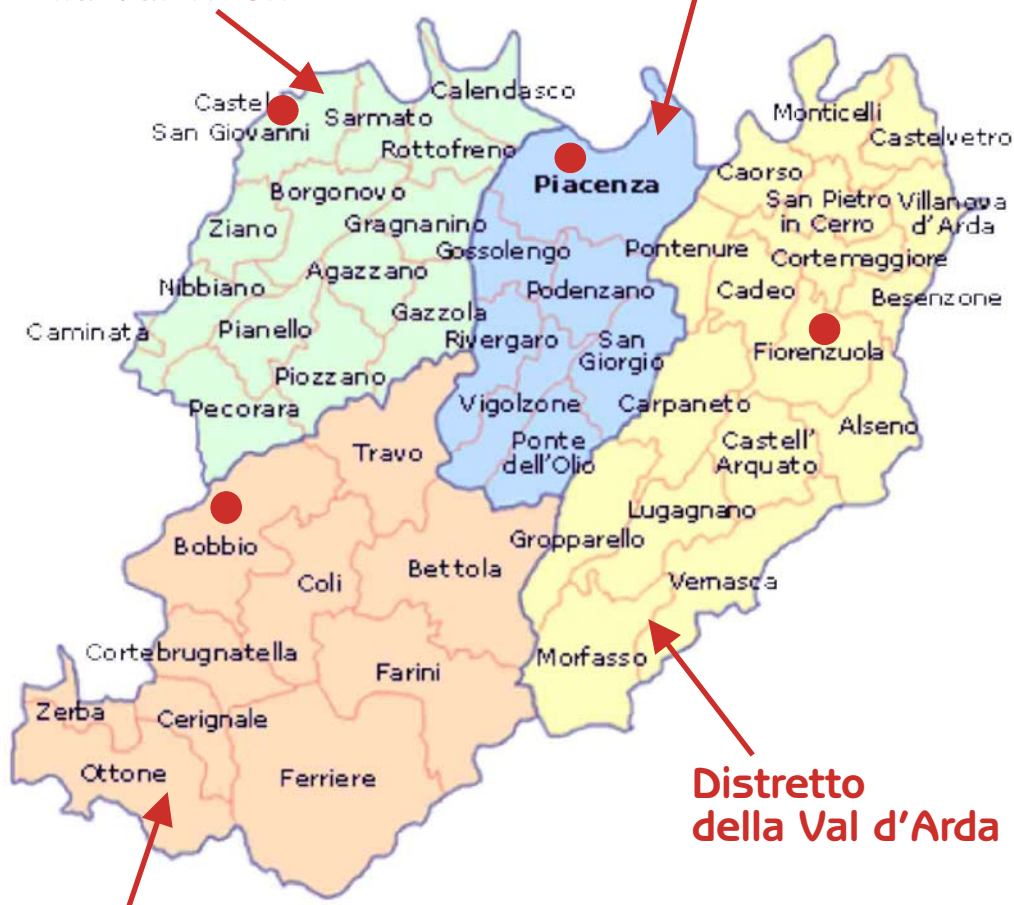 Calendasco
Castel
San Giovanni
Sarmato
Rottofreno
Monticelli
Castelvetro
Piacenza
Caorso
Borgonovo
San Pietro
in Cerro
Villanova
d'Arda
Ziano
Gragnanino
Gossolengo
Pontenure
Cortemaggiore
Agazzano
Nibbiano
Podenzano
Cadeo
Besenzone
Gazzola
Caminata
Pianello
Rivergaro
San
Giorgio
Fiorenzuola
Piozzano
Pecorara
Vigolzone
Carpaneto
Alseno
Travo
Ponte
dell'Olio
Castell'
Arquato
Lugagnano
Bobbio
Gropparello
Coli
Bettola
Vernasca
Cortebrugnatella
Farini
Morfasso
Zerba
Cerignale
Ottone
Ferriere
Distretto
della Val d'Arda